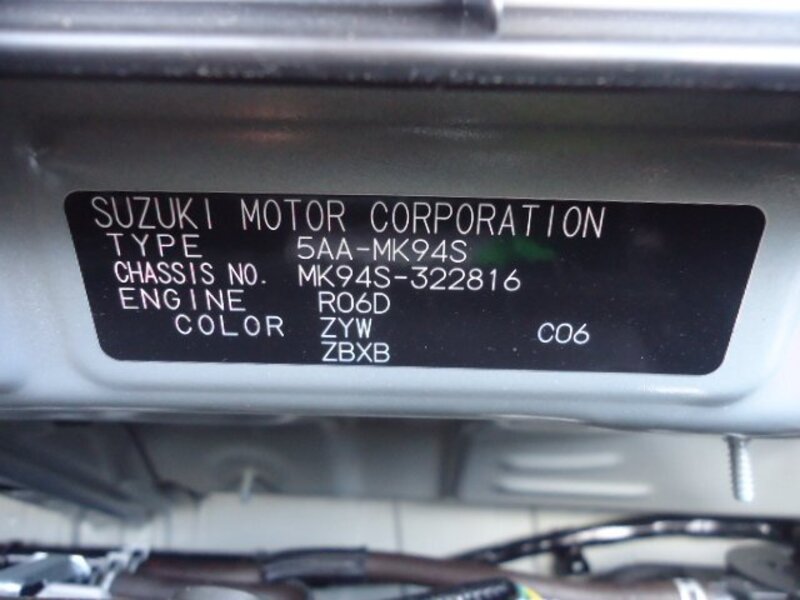 SUZUKI MOTOR CORPORATION
TYPE 5AA-MK94S
CHASSIS NO. MK94S-322816
ENGINE R06D
COLOR ZYW C06
ZBXB